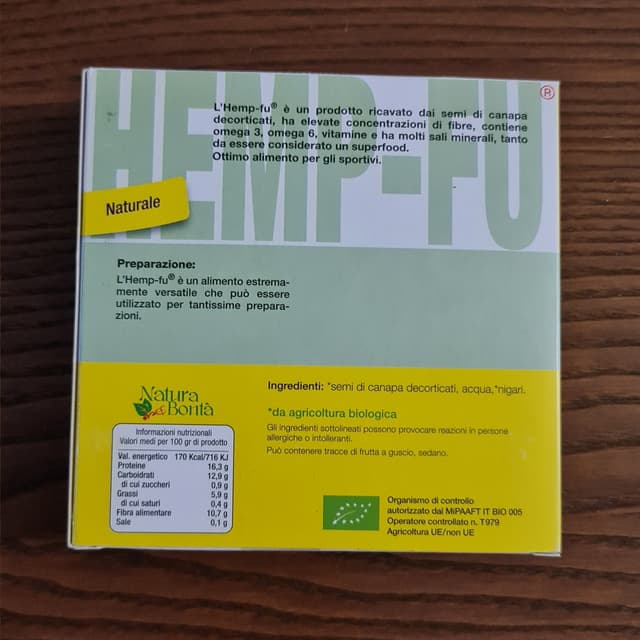 HEMP-FU®
L'Hemp-fu® è un prodotto ricavato dai semi di canapa
decorticati, ha elevate concentrazioni di fibre, contiene
omega 3, omega 6, vitamine e ha molti sali minerali, tanto
da essere considerato un superfood.
Ottimo alimento per gli sportivi.
Naturale
Preparazione:
L'Hemp-fu® è un alimento estrema-
mente versatile che può essere
utilizzato per tantissime prepara-
zioni.
Natura
è Bontà
Informazioni nutrizionali
Valori medi per 100 gr di prodotto
Val. energetico 170 Kcal/716 KJ
Proteine 16,3 g
Carboidrati 12,9 g
di cui zuccheri 0,9 g
Grassi 5,9 g
di cui saturi 0,4 g
Fibra alimentare 10,7 g
Sale 0,1 g
Ingredienti: *semi di canapa decorticati, acqua,*nigari.
*da agricoltura biologica
Gli ingredienti sottolineati possono provocare reazioni in persone
allergiche o intolleranti.
Può contenere tracce di frutta a guscio, sedano.
Organismo di controllo
autorizzato dal MiPAAFT IT BIO 005
Operatore controllato n. T979
Agricoltura UE/non UE